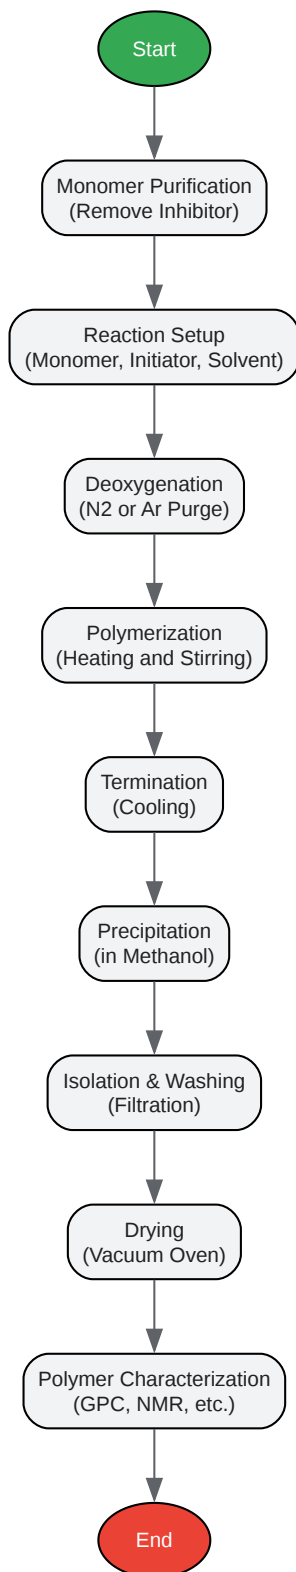 Start
Monomer Purification
(Remove Inhibitor)
Reaction Setup
(Monomer, Initiator, Solvent)
Deoxygenation
(N2 or Ar Purge)
Polymerization
(Heating and Stirring)
Termination
(Cooling)
Precipitation
(in Methanol)
Isolation & Washing
(Filtration)
Drying
(Vacuum Oven)
Polymer Characterization
(GPC, NMR, etc.)
End